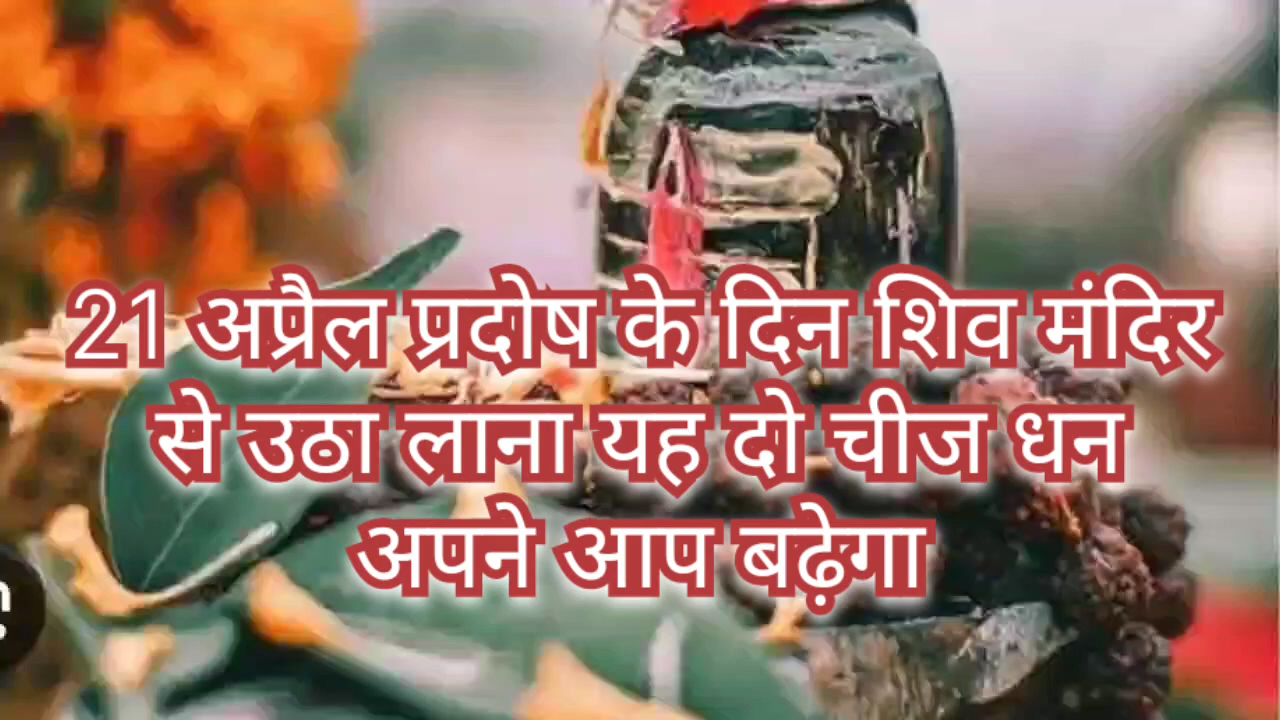 21 अप्रैल प्रदोष के दिन शिव मंदिर
से उठा लाना यह दो चीज धन
अपने आप बढ़ेगा